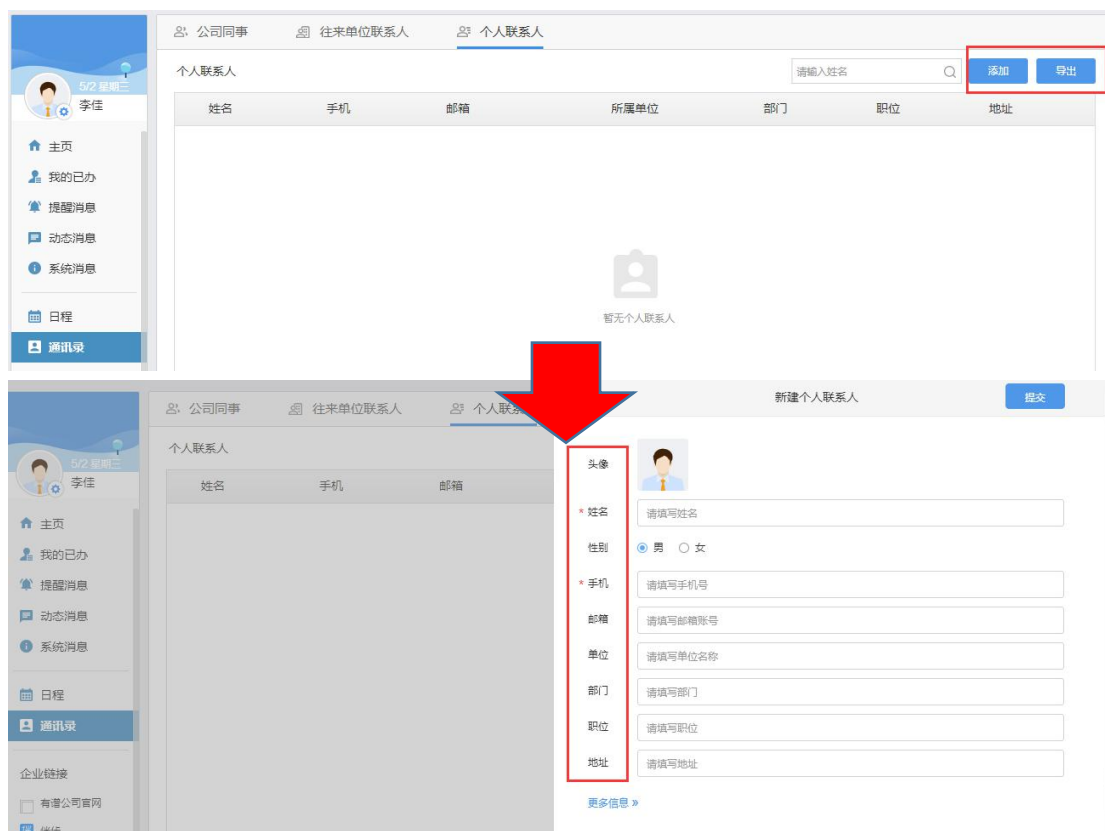 公司同事 往来单位联系人 个人联系人
5/2 星期三
李佳
主页
我的已办
提醒消息
动态消息
系统消息
日程
通讯录
个人联系人 请输入姓名 添加 导出
姓名 手机 邮箱 所属单位 部门 职位 地址
暂无个人联系人
公司同事 往来单位联系人 个人联系
5/2 星期三
李佳
主页
我的已办
提醒消息
动态消息
系统消息
日程
通讯录
企业链接
有谱公司官网
个人联系人
姓名 手机 邮箱
新建个人联系人 提交
头像
* 姓名 请填写姓名
性别 男 女
* 手机 请填写手机号
邮箱 请填写邮箱账号
单位 请填写单位名称
部门 请填写部门
职位 请填写职位
地址 请填写地址
更多信息 »